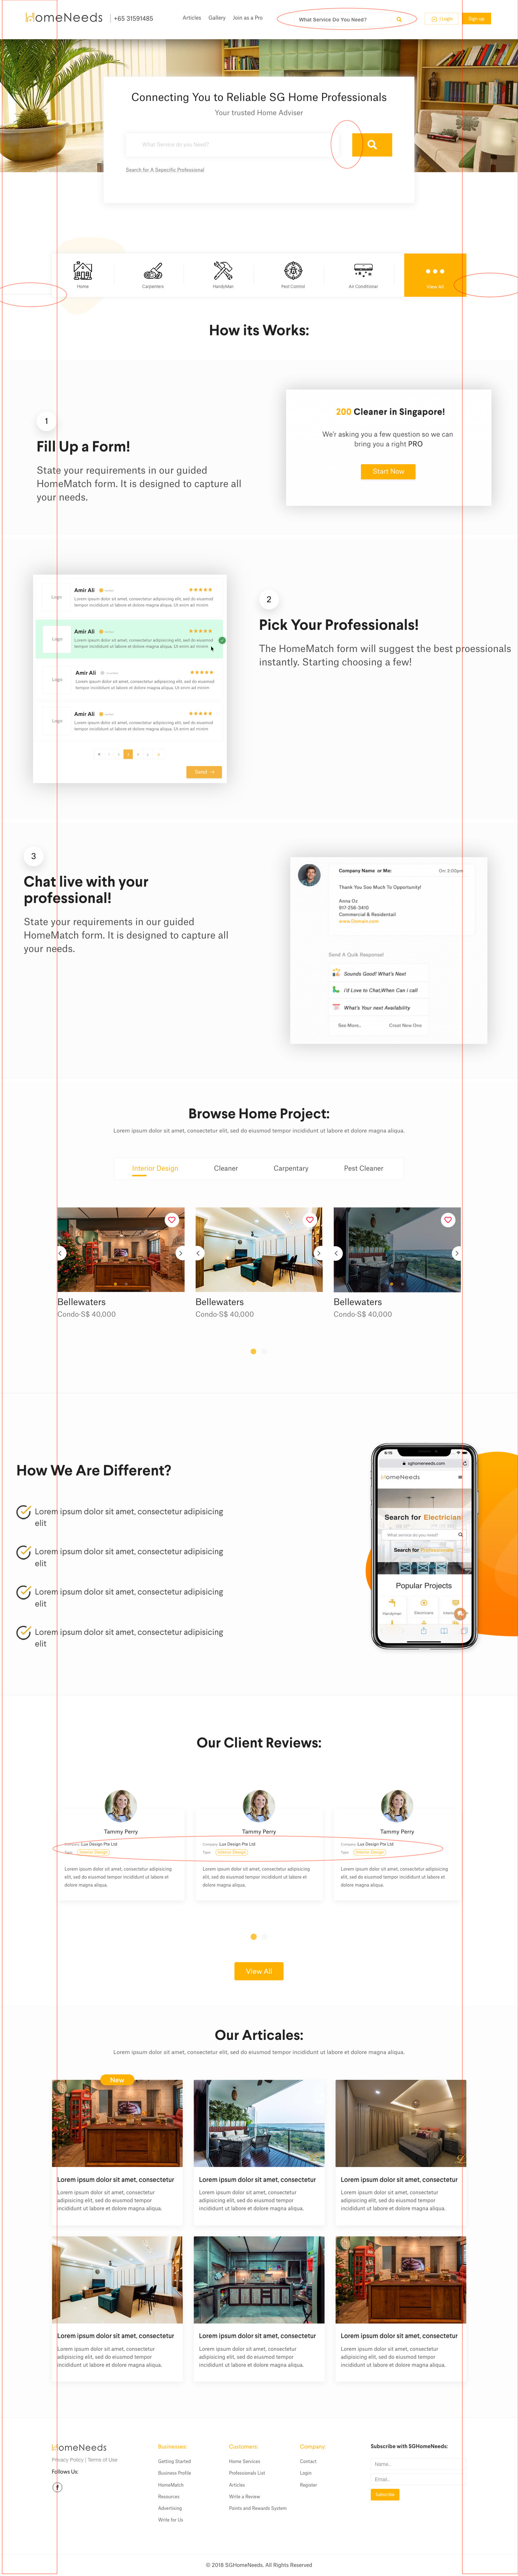 HomeNeeds
+65 31591485
Articles Gallery Join as a Pro
What Service Do You Need?
Login
Sign up
Connecting You to Reliable SG Home Professionals
Your trusted Home Adviser
What Service do you Need?
Search for A Sepecific Professional
Home
Carpenters
HandyMan
Pest Control
Air Conditionar
View All
How its Works:
1
Fill Up a Form!
State your requirements in our guided
HomeMatch form. It is designed to capture all
your needs.
200 Cleaner in Singapore!
We'r asking you a few question so we can
bring you a right PRO
Start Now
Logo
Amir Ali
Lorem ipsum dolor sit amet, consectetur adipisicing elit, sed do eiusmod
tempor incididunt ut labore et dolore magna aliqua. Ut enim ad minim
Logo
Amir Ali
Lorem ipsum dolor sit amet, consectetur adipisicing elit, sed do eiusmod
tempor incididunt ut labore et dolore magna aliqua. Ut enim ad minim
Logo
Amir Ali
Lorem ipsum dolor sit amet, consectetur adipisicing elit, sed do eiusmod
tempor incididunt ut labore et dolore magna aliqua. Ut enim ad minim
Logo
Amir Ali
Lorem ipsum dolor sit amet, consectetur adipisicing elit, sed do eiusmod
tempor incididunt ut labore et dolore magna aliqua. Ut enim ad minim
Send
2
Pick Your Professionals!
The HomeMatch form will suggest the best professionals
instantly. Starting choosing a few!
3
Chat live with your
professional!
State your requirements in our guided
HomeMatch form. It is designed to capture all
your needs.
Company Name or Me:
On: 2:00pm
Thank You Soo Much To Opportunity!
Anna Oz
917-258-3410
Commercial & Residentail
www.Domain.com
Send A Quik Response!
Sounds Good! What's Next
I'd Love to Chat,When Can i call
What's Your next Availability
See More..
Creat New One
Browse Home Project:
Lorem ipsum dolor sit amet, consectetur elit, sed do eiusmod tempor incididunt ut labore et dolore magna aliqua.
Interior Design Cleaner Carpentary Pest Cleaner
Bellewaters
Condo-S$ 40,000
Bellewaters
Condo-S$ 40,000
Bellewaters
Condo-S$ 40,000
How We Are Different?
Lorem ipsum dolor sit amet, consectetur adipisicing
elit
Lorem ipsum dolor sit amet, consectetur adipisicing
elit
Lorem ipsum dolor sit amet, consectetur adipisicing
elit
Lorem ipsum dolor sit amet, consectetur adipisicing
elit
sghomeneeds.com
HomeNeeds
Search for Electrician
What service do you need?
Search for
Popular Projects
Handyman
Electricians
Our Client Reviews:
Tammy Perry
Company: Lux Design Pte Ltd
Type: Interior Design
Lorem ipsum dolor sit amet, consectetur adipisicing
elit, sed do eiusmod tempor incididunt ut labore et
dolore magna aliqua.
Tammy Perry
Company: Lux Design Pte Ltd
Type: Interior Design
Lorem ipsum dolor sit amet, consectetur adipisicing
elit, sed do eiusmod tempor incididunt ut labore et
dolore magna aliqua.
Tammy Perry
Company: Lux Design Pte Ltd
Type: Interior Design
Lorem ipsum dolor sit amet, consectetur adipisicing
elit, sed do eiusmod tempor incididunt ut labore et
dolore magna aliqua.
View All
Our Articales:
Lorem ipsum dolor sit amet, consectetur elit, sed do eiusmod tempor incididunt ut labore et dolore magna aliqua.
New
Lorem ipsum dolor sit amet, consectetur
Lorem ipsum dolor sit amet, consectetur
adipisicing elit, sed do eiusmod tempor
incididunt ut labore et dolore magna aliqua.
Lorem ipsum dolor sit amet, consectetur
Lorem ipsum dolor sit amet, consectetur
adipisicing elit, sed do eiusmod tempor
incididunt ut labore et dolore magna aliqua.
Lorem ipsum dolor sit amet, consectetur
Lorem ipsum dolor sit amet, consectetur
adipisicing elit, sed do eiusmod tempor
incididunt ut labore et dolore magna aliqua.
Lorem ipsum dolor sit amet, consectetur
Lorem ipsum dolor sit amet, consectetur
adipisicing elit, sed do eiusmod tempor
incididunt ut labore et dolore magna aliqua.
Lorem ipsum dolor sit amet, consectetur
Lorem ipsum dolor sit amet, consectetur
adipisicing elit, sed do eiusmod tempor
incididunt ut labore et dolore magna aliqua.
Lorem ipsum dolor sit amet, consectetur
Lorem ipsum dolor sit amet, consectetur
adipisicing elit, sed do eiusmod tempor
incididunt ut labore et dolore magna aliqua.
HomeNeeds
Privacy Policy | Terms of Use
Follows Us:
Businesses:
Getting Started
Business Profile
HomeMatch
Resources
Advertising
Write for Us
Customers:
Home Services
Professionals List
Articles
Write a Review
Points and Rewards System
Company:
Contact
Login
Register
Subscribe with SGHomeNeeds:
Name..
Email..
Subscribe
© 2018 SGHomeNeeds. All Rights Reserved